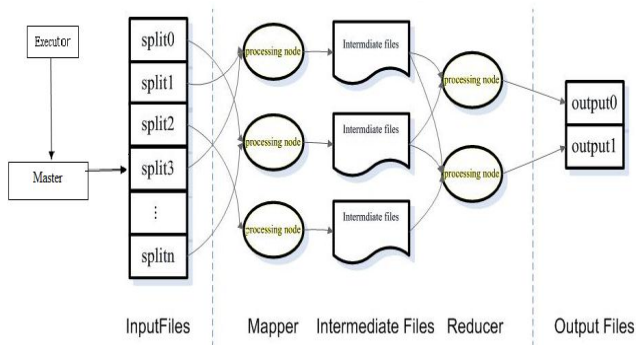 Executor
Master
split0
split1
split2
split3
⋮
splitn
processing node
processing node
processing node
Intermdiate files
Intermdiate files
Intermdiate files
processing node
processing node
output0
output1
InputFiles
Mapper
Intermediate Files
Reducer
Output Files